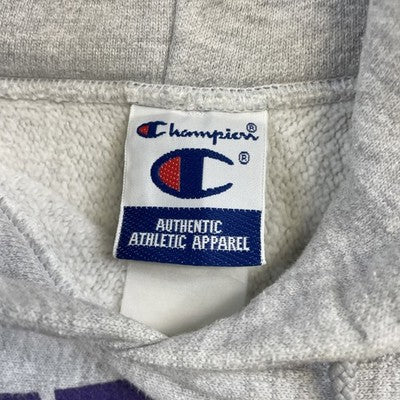 Champion®
®
AUTHENTIC
ATHLETIC APPAREL